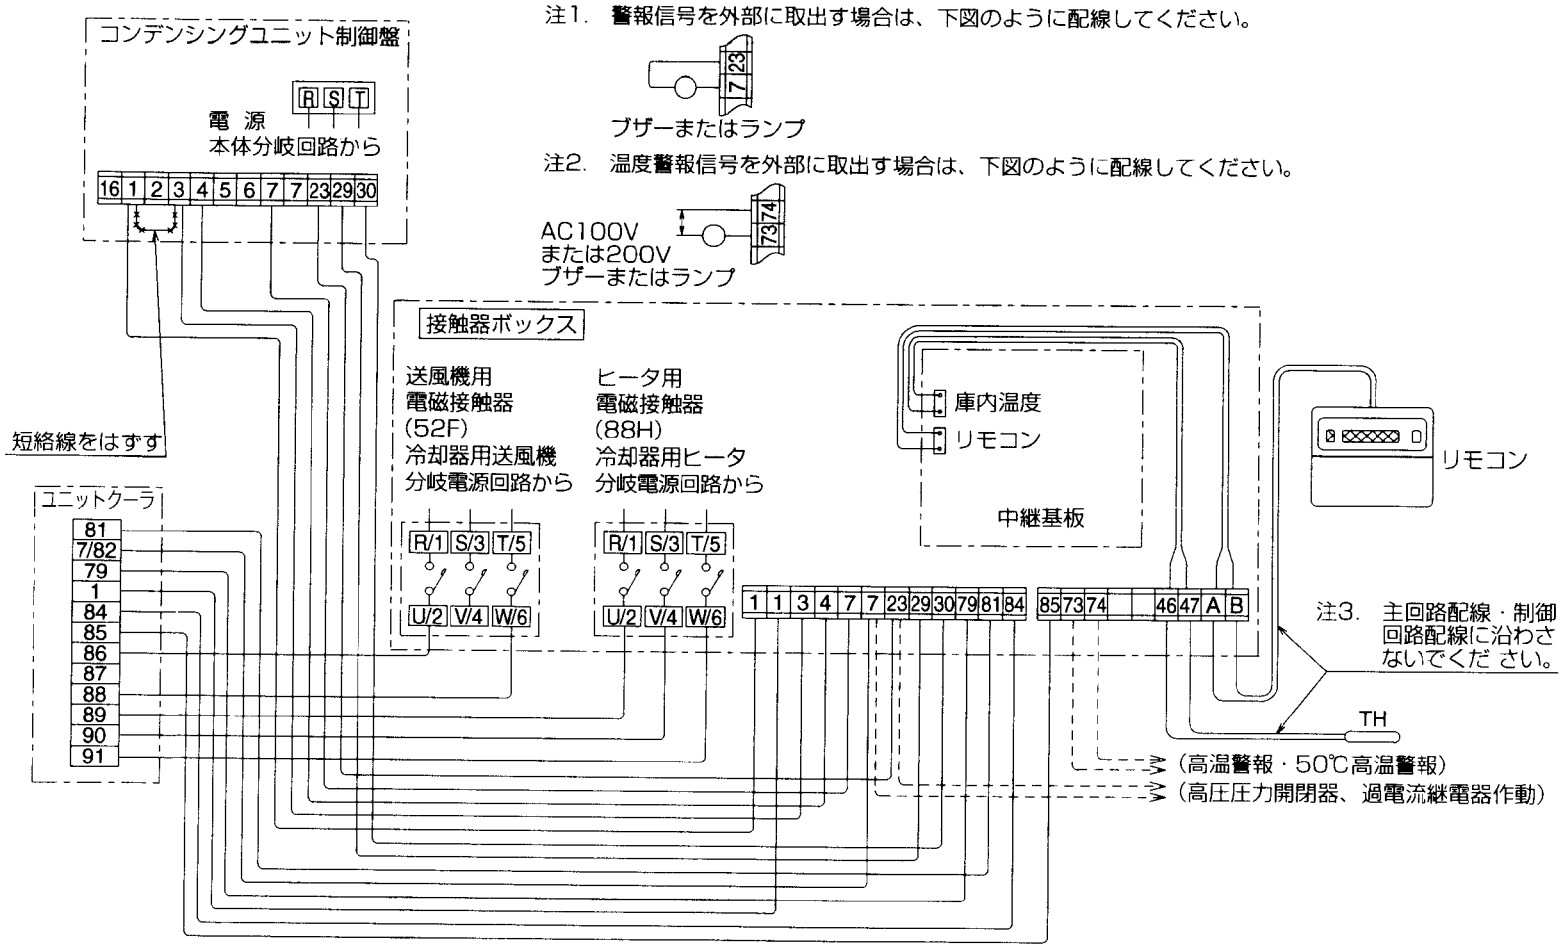 注1. 警報信号を外部に取出す場合は、下図のように配線してください。
コンデンシングユニット制御盤
23
7
R S T
電 源
本体分岐回路から
ブザーまたはランプ
注2. 温度警報信号を外部に取出す場合は、下図のように配線してください。
16 1 2 3 4 5 6 7 7 23 29 30
74
73
AC100V
または200V
ブザーまたはランプ
接触器ボックス
送風機用
電磁接触器
(52F)
冷却器用送風機
分岐電源回路から
ヒータ用
電磁接触器
(88H)
冷却器用ヒータ
分岐電源回路から
庫内温度
リモコン
中継基板
リモコン
短絡線をはずす
ユニットクーラ
81
7/82
79
1
84
85
86
87
88
89
90
91
R/1 S/3 T/5
U/2 V/4 W/6
R/1 S/3 T/5
U/2 V/4 W/6
1 1 3 4 7 7 23 29 30 79 81 84
85 73 74 46 47 A B
注3. 主回路配線・制御
回路配線に沿わさ
ないでくだ さい。
TH
(高温警報・50℃高温警報)
(高圧圧力開閉器、過電流継電器作動)